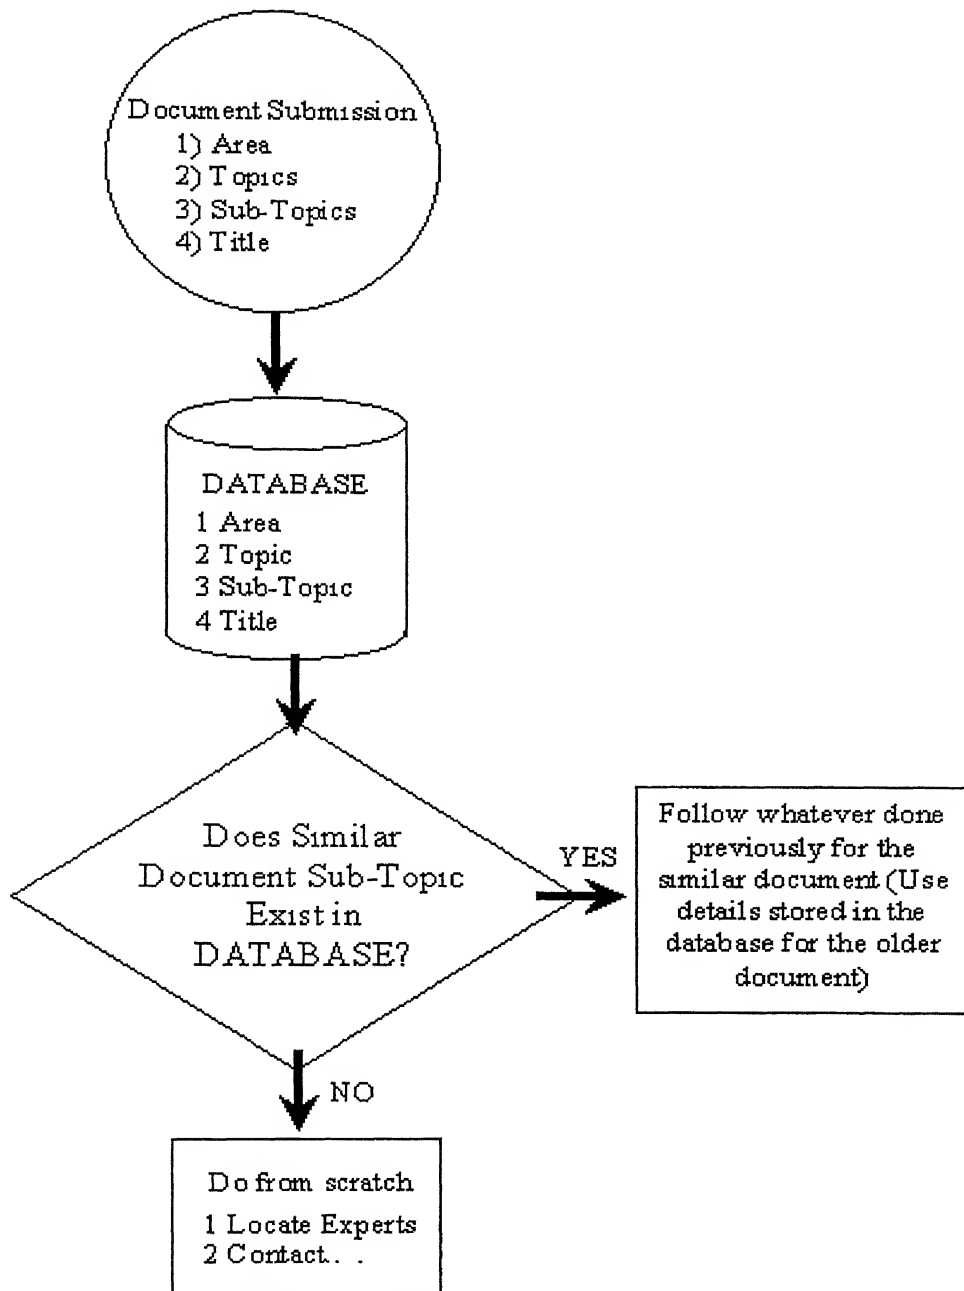 Document Submission
1) Area
2) Topics
3) Sub-Topics
4) Title
DATABASE
1 Area
2 Topic
3 Sub-Topic
4 Title
Does Similar
Document Sub-Topic
Exist in
DATABASE?
YES
Follow whatever done
previously for the
similar document (Use
details stored in the
database for the older
document)
NO
Do from scratch
1 Locate Experts
2 Contact.. .